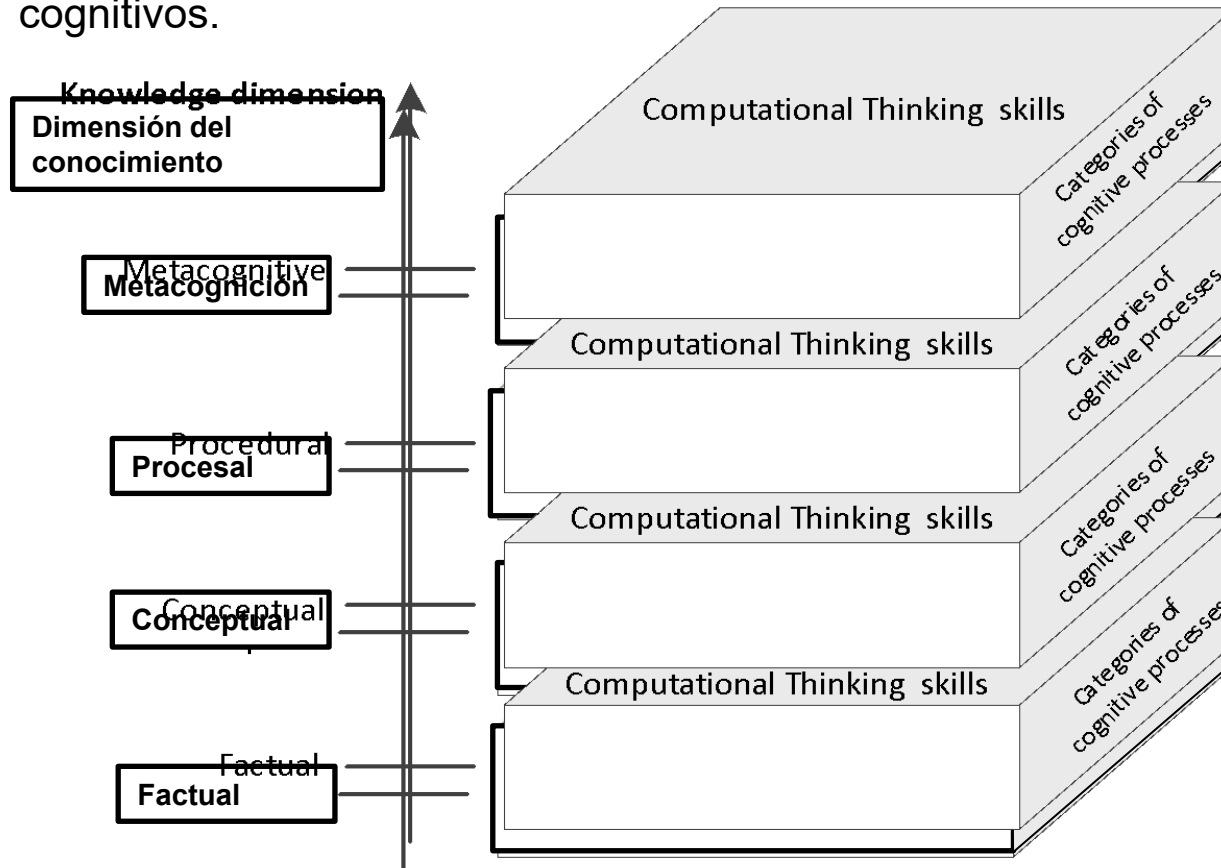 cognitivos.
Knowledge dimension
Dimensión del
conocimiento
Computational Thinking skills
Categories of
cognitive processes
Metacognitive
Metacognición
Computational Thinking skills
Categories of
cognitive processes
Procedural
Procesal
Computational Thinking skills
Categories of
cognitive processes
Conceptual
Conceptual
Computational Thinking skills
Categories of
cognitive processes
Factual
Factual